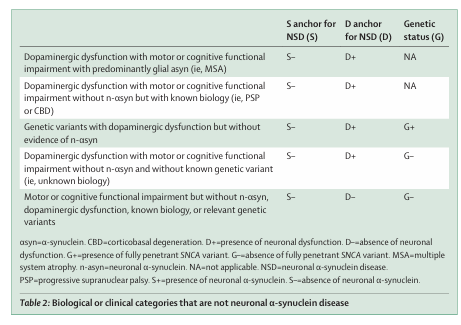 S anchor for D anchor Genetic
NSD (S) for NSD (D) status (G)
Dopaminergic dysfunction with motor or cognitive functional S– D+ NA
impairment with predominantly glial asyn (ie, MSA)
Dopaminergic dysfunction with motor or cognitive functional S– D+ NA
impairment without n-αsyn but with known biology (ie, PSP
or CBD)
Genetic variants with dopaminergic dysfunction but without S– D+ G+
evidence of n-αsyn
Dopaminergic dysfunction with motor or cognitive functional S– D+ G–
impairment without n-αsyn and without known genetic variant
(ie, unknown biology)
Motor or cognitive functional impairment but without n-αsyn, S– D– G–
dopaminergic dysfunction, known biology, or relevant genetic
variants
αsyn=α-synuclein. CBD=corticobasal degeneration. D+=presence of neuronal dysfunction. D–=absence of neuronal
dysfunction. G+=presence of fully penetrant SNCA variant. G–=absence of fully penetrant SNCA variant. MSA=multiple
system atrophy. n-asyn=neuronal α-synuclein. NA=not applicable. NSD=neuronal α-synuclein disease.
PSP=progressive supranuclear palsy. S+=presence of neuronal α-synuclein. S–=absence of neuronal α-synuclein.
Table 2: Biological or clinical categories that are not neuronal α-synuclein disease